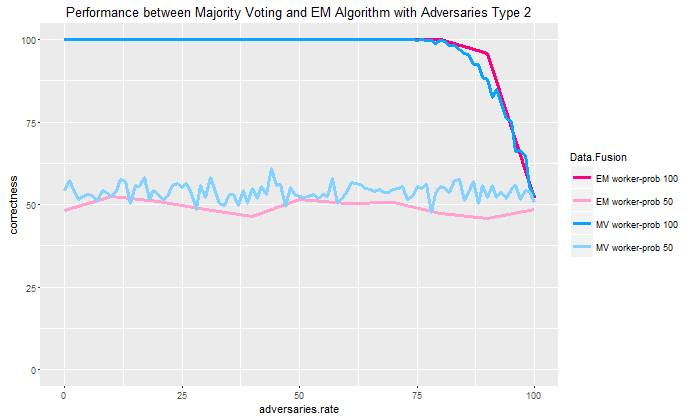 Performance between Majority Voting and EM Algorithm with Adversaries Type 2
100
75
50
25
0
correctness
0
25
50
75
100
adversaries.rate
Data.Fusion
EM worker-prob 100
EM worker-prob 50
MV worker-prob 100
MV worker-prob 50